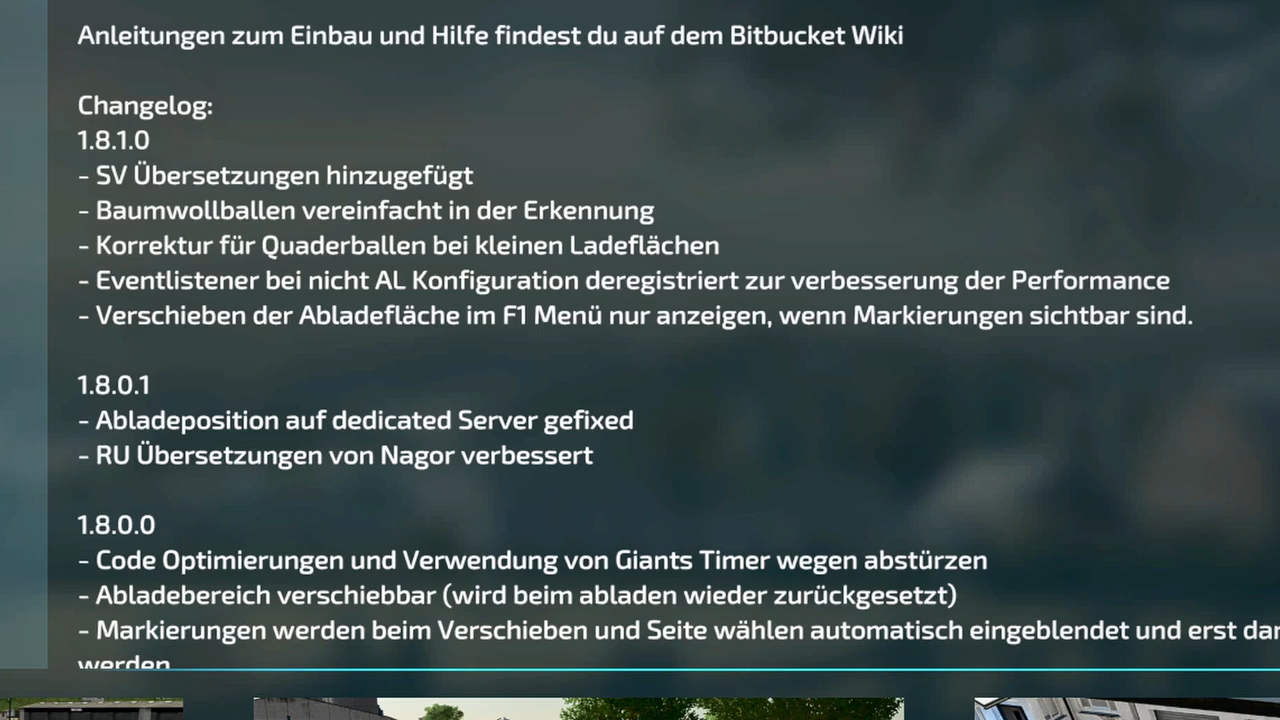 Anleitungen zum Einbau und Hilfe findest du auf dem Bitbucket Wiki
Changelog:
1.8.1.0
- SV Übersetzungen hinzugefügt
- Baumwollballen vereinfacht in der Erkennung
- Korrektur für Quaderballen bei kleinen Ladeflächen
- Eventlistener bei nicht AL Konfiguration deregistriert zur verbesserung der Performance
- Verschieben der Abladefläche im F1 Menü nur anzeigen, wenn Markierungen sichtbar sind.
1.8.0.1
- Abladeposition auf dedicated Server gefixed
- RU Übersetzungen von Nagor verbessert
1.8.0.0
- Code Optimierungen und Verwendung von Giants Timer wegen abstürzen
- Abladebereich verschiebbar (wird beim abladen wieder zurückgesetzt)
- Markierungen werden beim Verschieben und Seite wählen automatisch eingeblendet und erst
werden